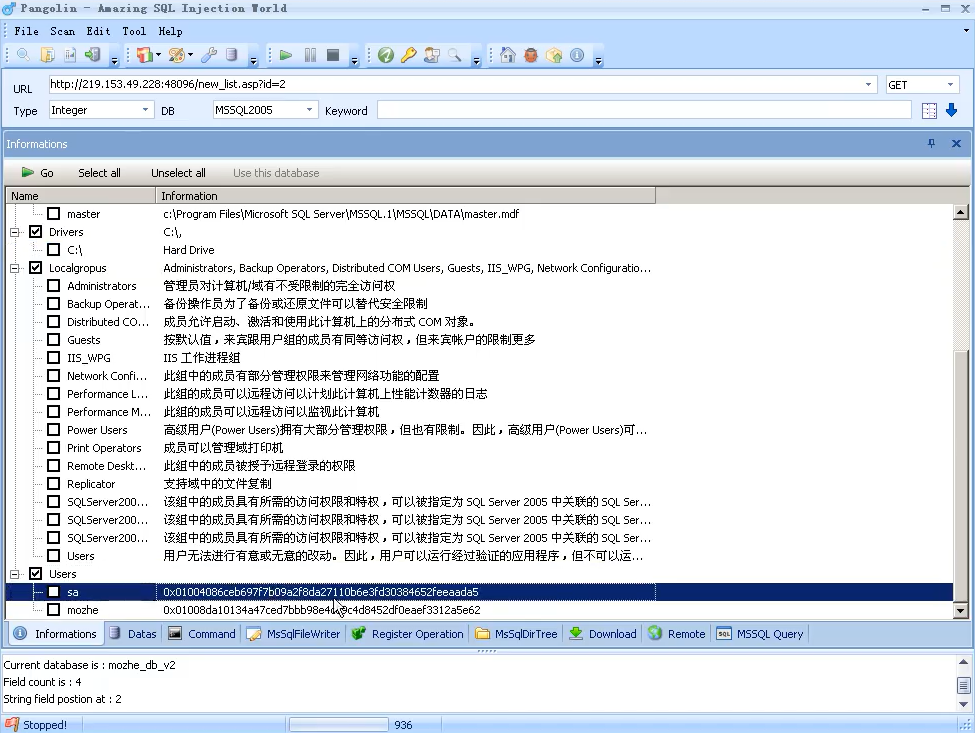 Pangolin - Amazing SQL Injection World
File Scan Edit Tool Help
URL http://219.153.49.228:48096/new_list.asp?id=2 GET
Type Integer DB MSSQL2005 Keyword
Informations
Go Select all Unselect all Use this database
Name Information
master c:\Program Files\Microsoft SQL Server\MSSQL.1\MSSQL\DATA\master.mdf
Drivers C:\,
C:\ Hard Drive
Localgropus Administrators, Backup Operators, Distributed COM Users, Guests, IIS_WPG, Network Configuratio...
Administrators 管理员对计算机/域有不受限制的完全访问权
Backup Operat... 备份操作员为了备份或还原文件可以替代安全限制
Distributed CO... 成员允许启动、激活和使用此计算机上的分布式 COM 对象。
Guests 按默认值，来宾跟用户组的成员有同等访问权，但来宾帐户的限制更多
IIS_WPG IIS 工作进程组
Network Confi... 此组中的成员有部分管理权限来管理网络功能的配置
Performance L... 此组的成员可以远程访问以计划此计算机上性能计数器的日志
Performance M... 此组的成员可以远程访问以监视此计算机
Power Users 高级用户(Power Users)拥有大部分管理权限，但也有限制。因此，高级用户(Power Users)可...
Print Operators 成员可以管理域打印机
Remote Deskt... 此组中的成员被授予远程登录的权限
Replicator 支持域中的文件复制
SQLServer200... 该组中的成员具有所需的访问权限和特权，可以被指定为 SQL Server 2005 中关联的 SQL Ser...
SQLServer200... 该组中的成员具有所需的访问权限和特权，可以被指定为 SQL Server 2005 中关联的 SQL Ser...
SQLServer200... 该组中的成员具有所需的访问权限和特权，可以被指定为 SQL Server 2005 中关联的 SQL Ser...
Users 用户无法进行有意或无意的改动。因此，用户可以运行经过验证的应用程序，但不可以运...
Users
sa 0x01004086ceb697f7b09a2f8da27110b6e3fd30384652feeaada5
mozhe
Informations Datas Command MsSqlFileWriter Register Operation MsSqlDirTree Download Remote MSSQL Query
Current database is : mozhe_db_v2
Field count is : 4
String field postion at : 2
Stopped! 936